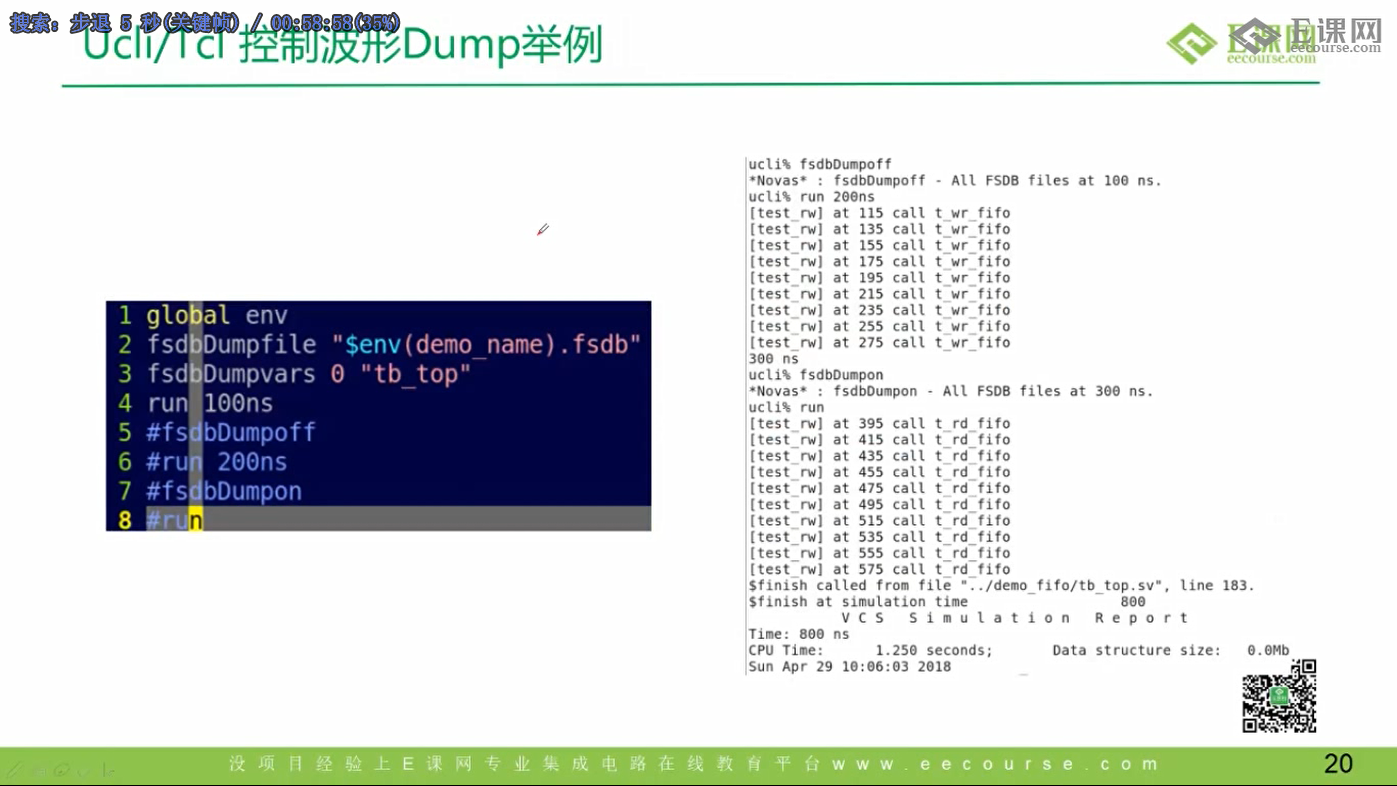 搜索: 步退 5 秒(关键帧) / 00:58:58(35%)
Ucli/Tcl 控制波形Dump举例
E课网
eecourse.com
eecourse.com
1 global env
2 fsdbDumpfile "$env(demo_name).fsdb"
3 fsdbDumpvars 0 "tb_top"
4 run 100ns
5 #fsdbDumpoff
6 #run 200ns
7 #fsdbDumpon
8 #run
ucli% fsdbDumpoff
*Novas* : fsdbDumpoff - All FSDB files at 100 ns.
ucli% run 200ns
[test_rw] at 115 call t_wr_fifo
[test_rw] at 135 call t_wr_fifo
[test_rw] at 155 call t_wr_fifo
[test_rw] at 175 call t_wr_fifo
[test_rw] at 195 call t_wr_fifo
[test_rw] at 215 call t_wr_fifo
[test_rw] at 235 call t_wr_fifo
[test_rw] at 255 call t_wr_fifo
[test_rw] at 275 call t_wr_fifo
300 ns
ucli% fsdbDumpon
*Novas* : fsdbDumpon - All FSDB files at 300 ns.
ucli% run
[test_rw] at 395 call t_rd_fifo
[test_rw] at 415 call t_rd_fifo
[test_rw] at 435 call t_rd_fifo
[test_rw] at 455 call t_rd_fifo
[test_rw] at 475 call t_rd_fifo
[test_rw] at 495 call t_rd_fifo
[test_rw] at 515 call t_rd_fifo
[test_rw] at 535 call t_rd_fifo
[test_rw] at 555 call t_rd_fifo
[test_rw] at 575 call t_rd_fifo
$finish called from file "../demo_fifo/tb_top.sv", line 183.
$finish at simulation time 800
V C S S i m u l a t i o n R e p o r t
Time: 800 ns
CPU Time: 1.250 seconds; Data structure size: 0.0Mb
Sun Apr 29 10:06:03 2018
没项目经验上E课网专业集成电路在线教育平台www.eecourse.com
20